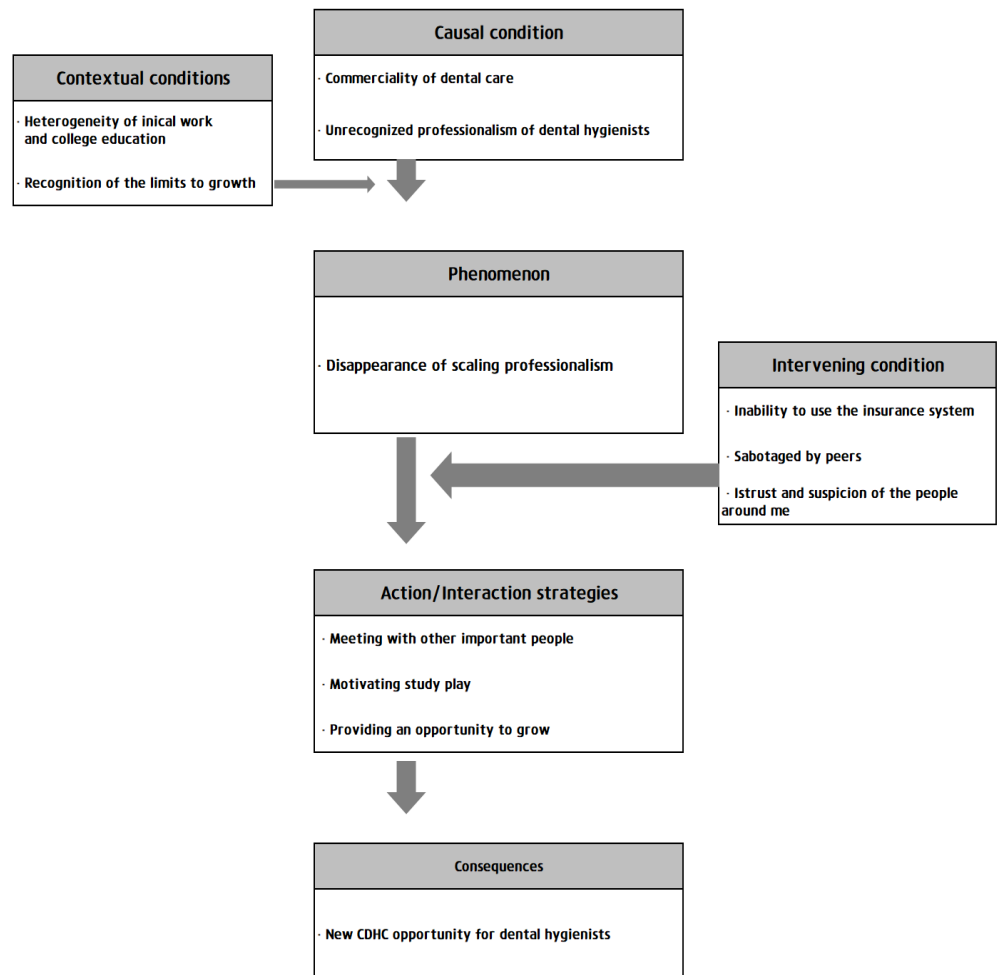 Causal condition
· Commerciality of dental care
· Unrecognized professionalism of dental hygienists
Contextual conditions
· Heterogeneity of inical work
and college education
· Recognition of the limits to growth
Phenomenon
· Disappearance of scaling professionalism
Intervening condition
· Inability to use the insurance system
· Sabotaged by peers
· Istrust and suspicion of the people
around me
Action/Interaction strategies
· Meeting with other important people
· Motivating study play
· Providing an opportunity to grow
Consequences
· New CDHC opportunity for dental hygienists